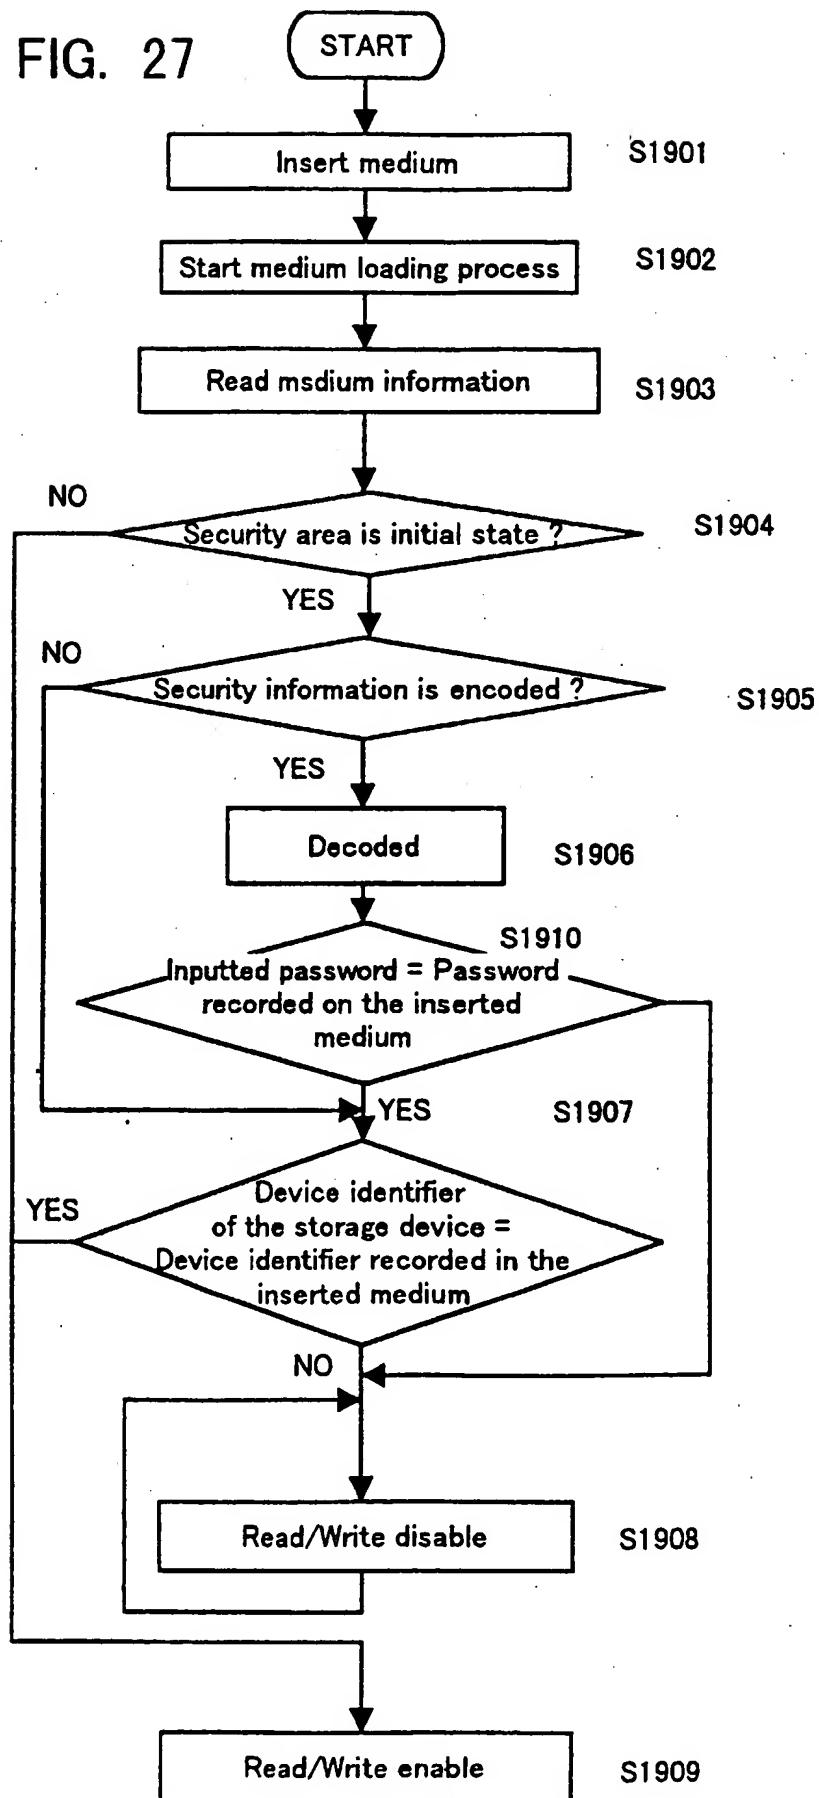 FIG. 27
START
Insert medium
S1901
Start medium loading process
S1902
Read msdium information
S1903
NO
Security area is initial state ?
S1904
YES
NO
Security information is encoded ?
S1905
YES
Decoded
S1906
S1910
Inputted password = Password
recorded on the inserted
medium
YES
S1907
YES
Device identifier
of the storage device =
Device identifier recorded in the
inserted medium
NO
Read/Write disable
S1908
Read/Write enable
S1909